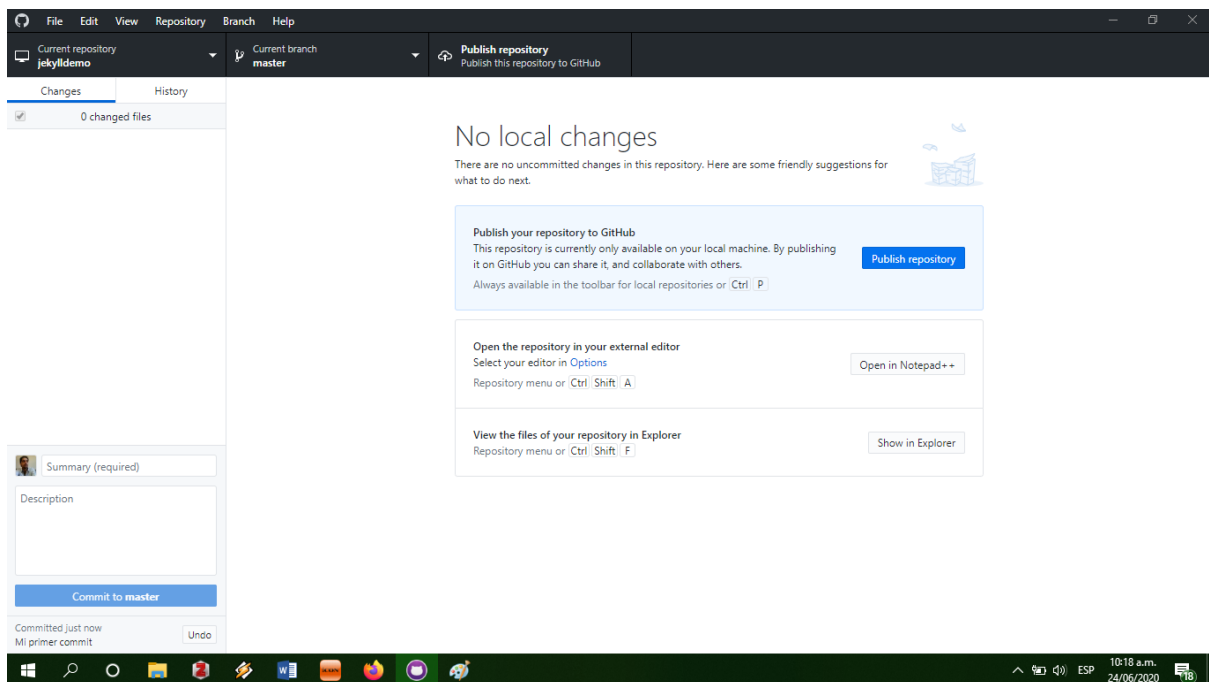 File Edit View Repository Branch Help
Current repository
jekylldemo
Current branch
master
Publish repository
Publish this repository to GitHub
Changes History
0 changed files
No local changes
There are no uncommitted changes in this repository. Here are some friendly suggestions for
what to do next.
Publish your repository to GitHub
This repository is currently only available on your local machine. By publishing
it on GitHub you can share it, and collaborate with others.
Always available in the toolbar for local repositories or Ctrl P
Publish repository
Open the repository in your external editor
Select your editor in Options
Repository menu or Ctrl Shift A
Open in Notepad++
View the files of your repository in Explorer
Repository menu or Ctrl Shift F
Show in Explorer
Summary (required)
Description
Commit to master
Committed just now
Mi primer commit
Undo
ESP
10:18 a.m.
24/06/2020
18